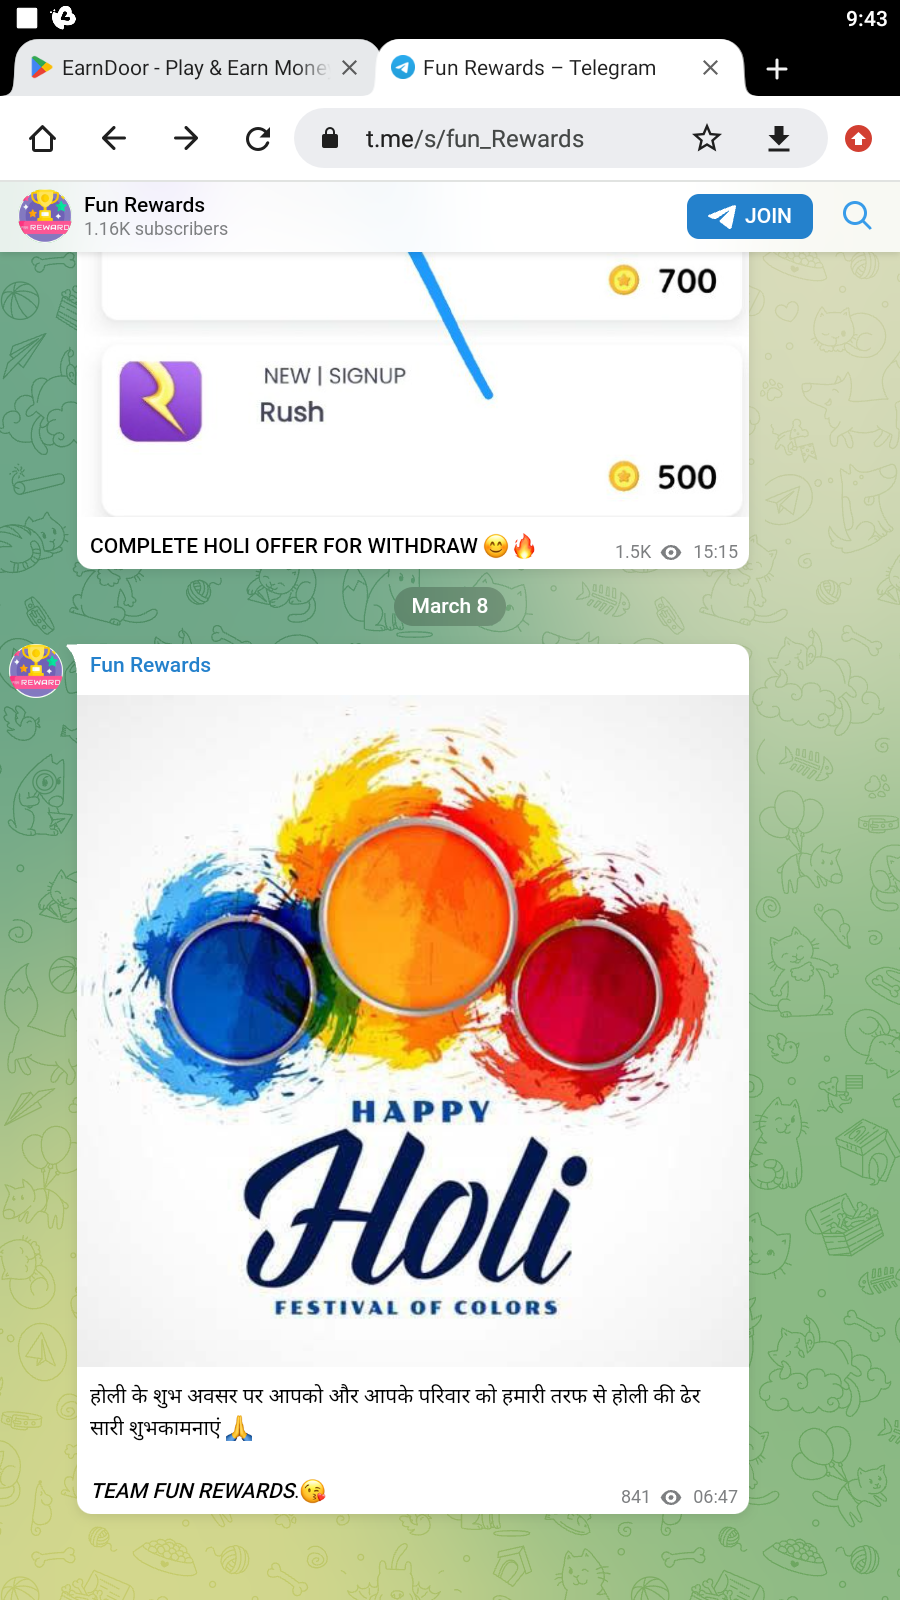 9:43
EarnDoor - Play & Earn Mone
Fun Rewards – Telegram
t.me/s/fun_Rewards
Fun Rewards
1.16K subscribers
JOIN
REWARD
700
NEW | SIGNUP
Rush
500
COMPLETE HOLI OFFER FOR WITHDRAW 😊🔥
1.5K 15:15
March 8
Fun Rewards
REWARD
HAPPY
Holi
FESTIVAL OF COLORS
होली के शुभ अवसर पर आपको और आपके परिवार को हमारी तरफ से होली की ढेर
सारी शुभकामनाएं 🙏
TEAM FUN REWARDS.😘
841 06:47